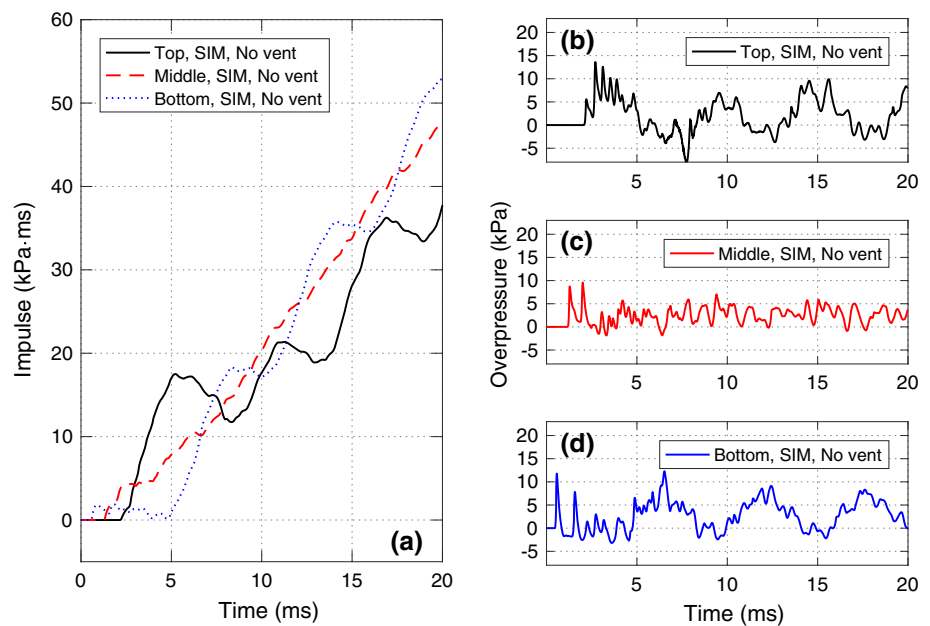 60
50
40
30
20
10
0
Impulse (kPa·ms)
Top, SIM, No vent
Middle, SIM, No vent
Bottom, SIM, No vent
(a)
0 5 10 15 20
Time (ms)
Overpressure (kPa)
20
15
10
5
0
-5
(b)
Top, SIM, No vent
5 10 15 20
20
15
10
5
0
-5
(c)
Middle, SIM, No vent
5 10 15 20
20
15
10
5
0
-5
(d)
Bottom, SIM, No vent
5 10 15 20
Time (ms)